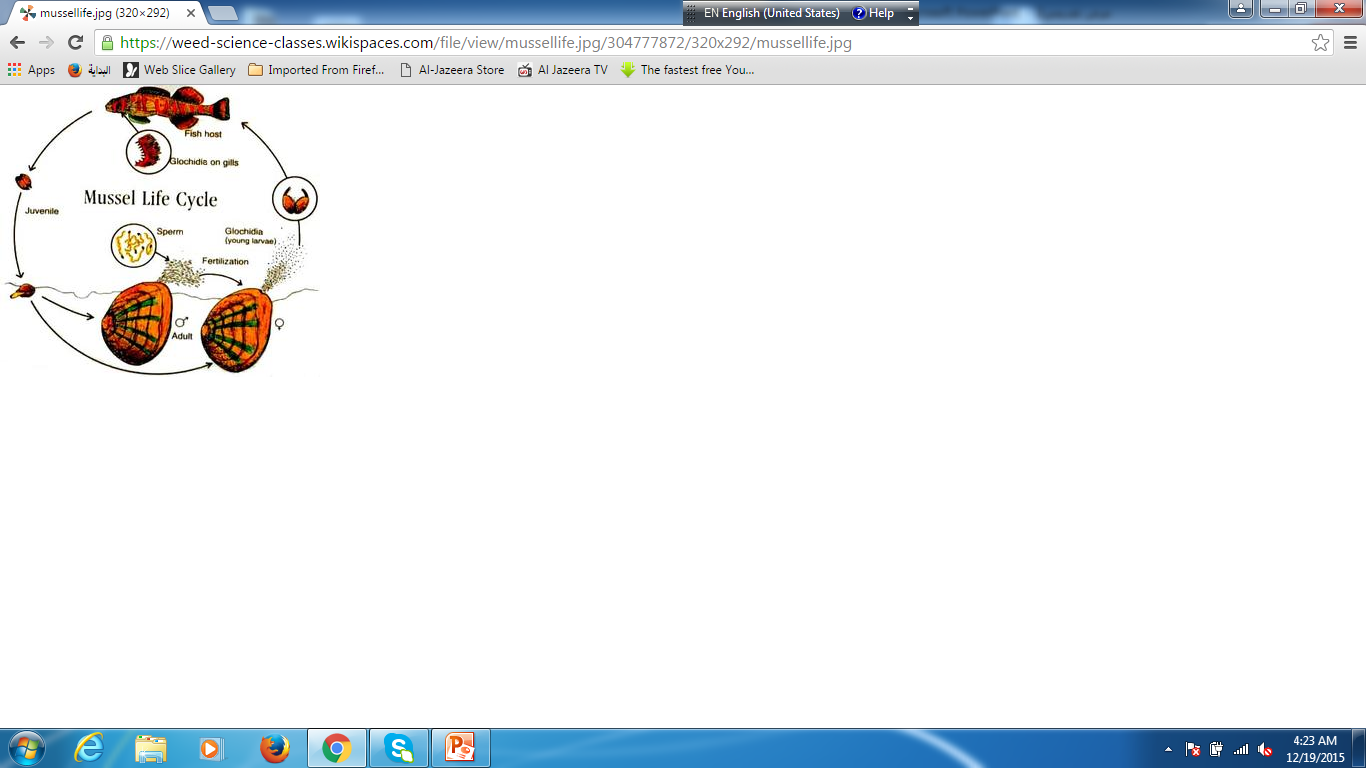 mussellife.jpg (320×292)
EN English (United States)
Help
https://weed-science-classes.wikispaces.com/file/view/mussellife.jpg/304777872/320x292/mussellife.jpg
Apps
البداية
Web Slice Gallery
Imported From Firef...
Al-Jazeera Store
Al Jazeera TV
The fastest free You...
Fish host
Glochidia on gills
Mussel Life Cycle
Juvenile
Sperm
Glochidia
(young larvae)
Fertilization
♂
♀
Adult
4:23 AM
12/19/2015